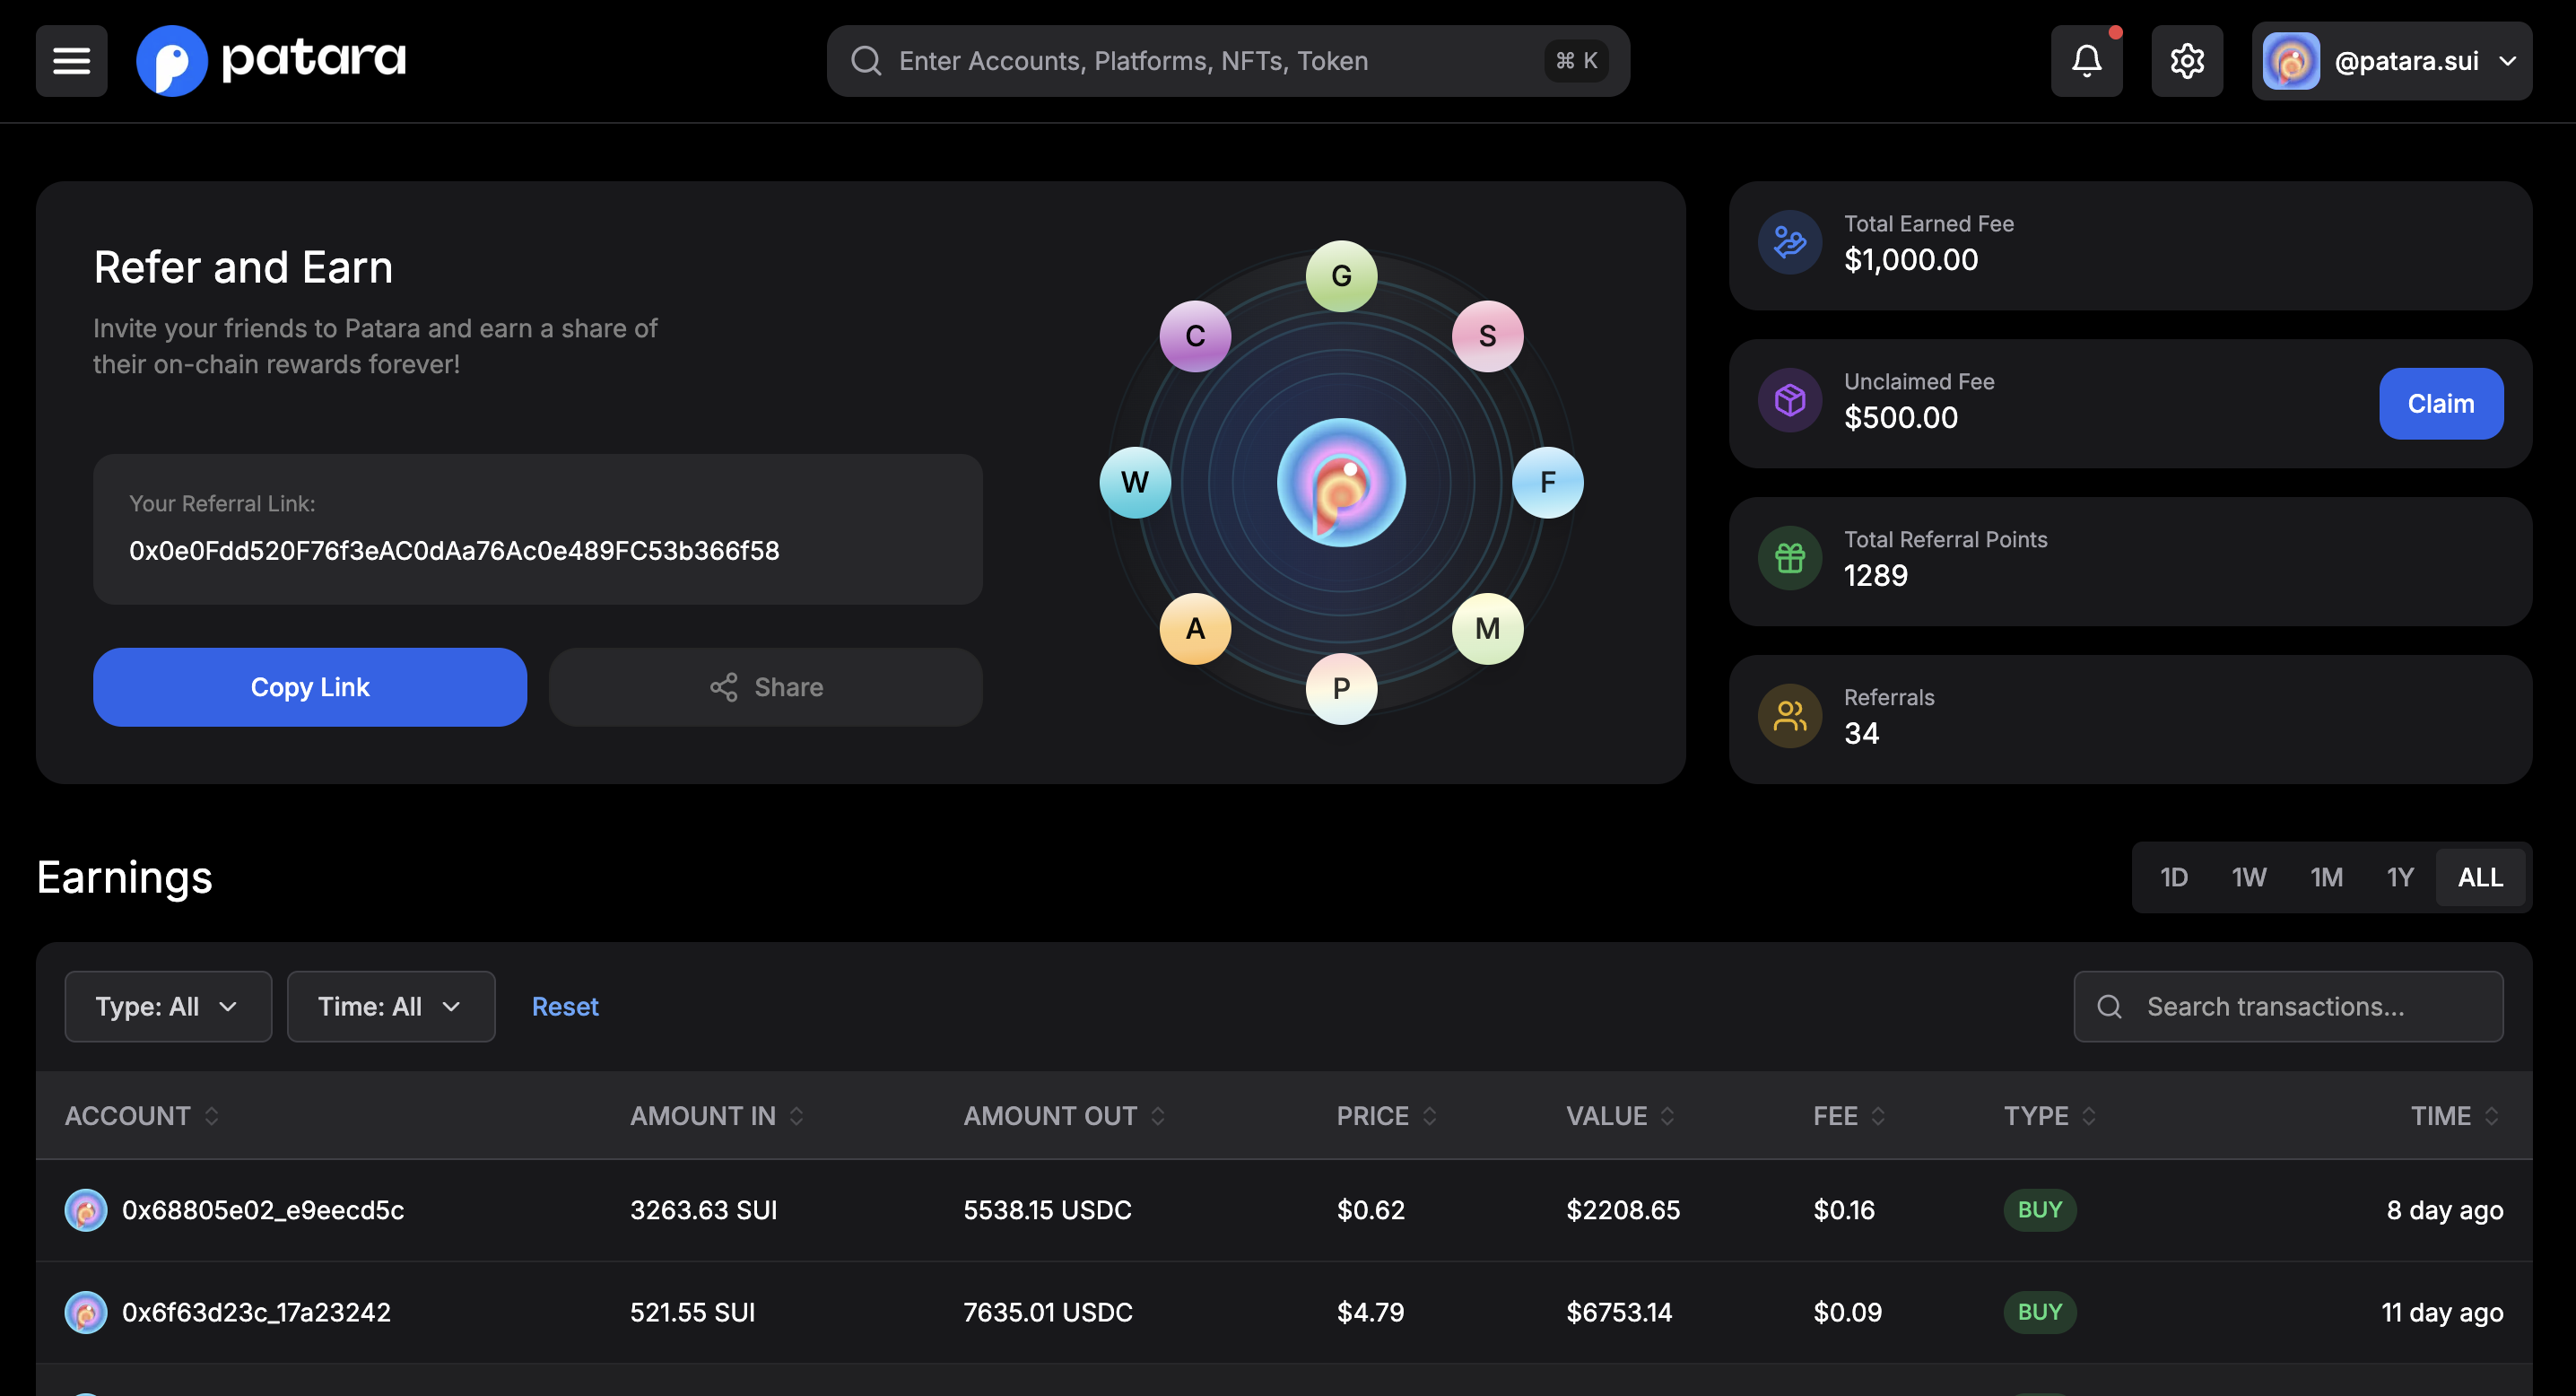 patara
Enter Accounts, Platforms, NFTs, Token
⌘ K
@patara.sui
Refer and Earn
Invite your friends to Patara and earn a share of
their on-chain rewards forever!
Your Referral Link:
0x0e0Fdd520F76f3eAC0dAa76Ac0e489FC53b366f58
Copy Link
Share
G
C
S
W
F
A
M
P
Total Earned Fee
$1,000.00
Unclaimed Fee
$500.00
Claim
Total Referral Points
1289
Referrals
34
Earnings
1D 1W 1M 1Y ALL
Type: All Time: All Reset
Search transactions...
ACCOUNT AMOUNT IN AMOUNT OUT PRICE VALUE FEE TYPE TIME
0x68805e02_e9eecd5c 3263.63 SUI 5538.15 USDC $0.62 $2208.65 $0.16 BUY 8 day ago
0x6f63d23c_17a23242 521.55 SUI 7635.01 USDC $4.79 $6753.14 $0.09 BUY 11 day ago